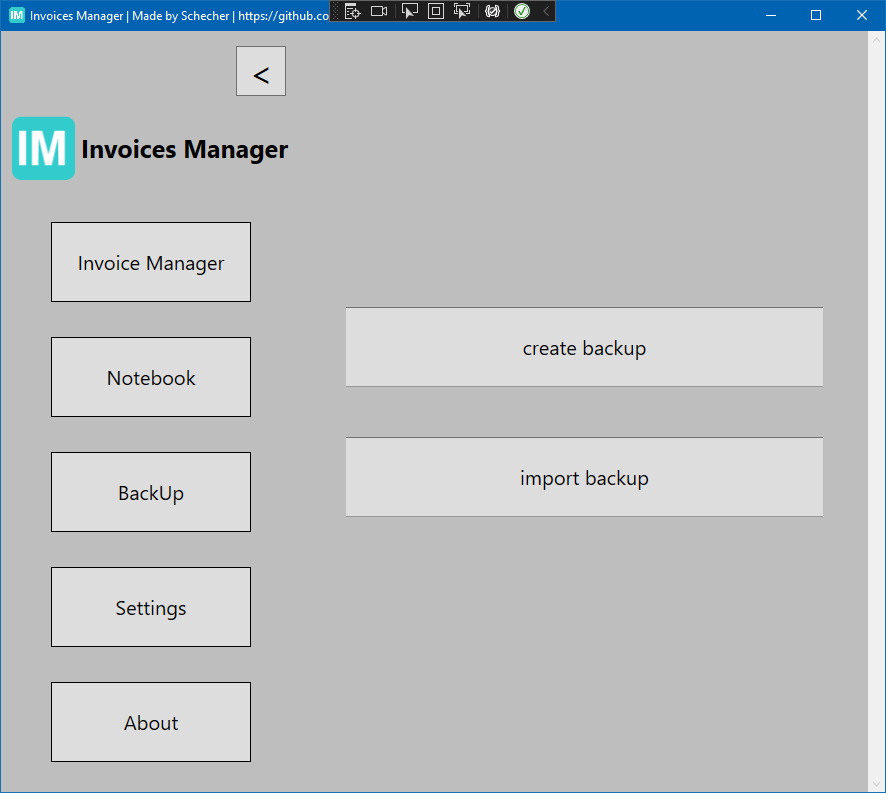 IM Invoices Manager | Made by Schecher | https://github.co
<
IM Invoices Manager
Invoice Manager
create backup
Notebook
import backup
BackUp
Settings
About